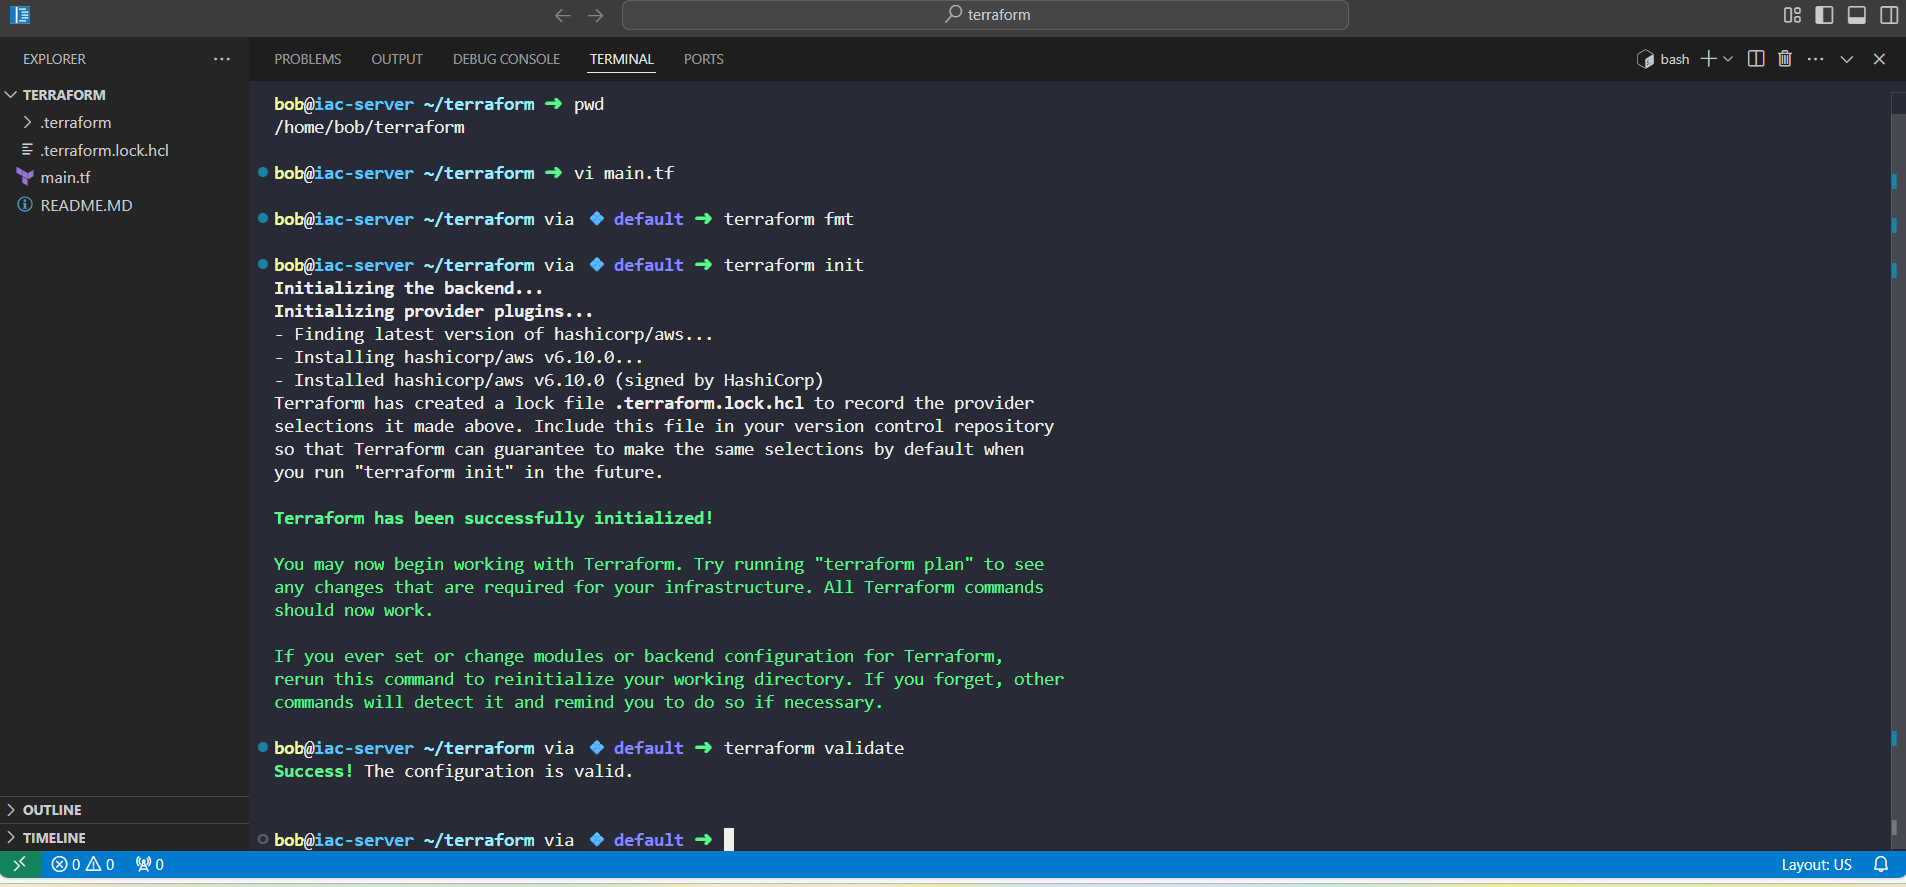 terraform
EXPLORER
PROBLEMS OUTPUT DEBUG CONSOLE TERMINAL PORTS
bash
TERRAFORM
.terraform
.terraform.lock.hcl
main.tf
README.MD
bob@iac-server ~/terraform ➜ pwd
/home/bob/terraform
bob@iac-server ~/terraform ➜ vi main.tf
bob@iac-server ~/terraform via 💠 default ➜ terraform fmt
bob@iac-server ~/terraform via 💠 default ➜ terraform init
Initializing the backend...
Initializing provider plugins...
- Finding latest version of hashicorp/aws...
- Installing hashicorp/aws v6.10.0...
- Installed hashicorp/aws v6.10.0 (signed by HashiCorp)
Terraform has created a lock file .terraform.lock.hcl to record the provider
selections it made above. Include this file in your version control repository
so that Terraform can guarantee to make the same selections by default when
you run "terraform init" in the future.
Terraform has been successfully initialized!
You may now begin working with Terraform. Try running "terraform plan" to see
any changes that are required for your infrastructure. All Terraform commands
should now work.
If you ever set or change modules or backend configuration for Terraform,
rerun this command to reinitialize your working directory. If you forget, other
commands will detect it and remind you to do so if necessary.
bob@iac-server ~/terraform via 💠 default ➜ terraform validate
Success! The configuration is valid.
bob@iac-server ~/terraform via 💠 default ➜
OUTLINE
TIMELINE
0 0 0
Layout: US